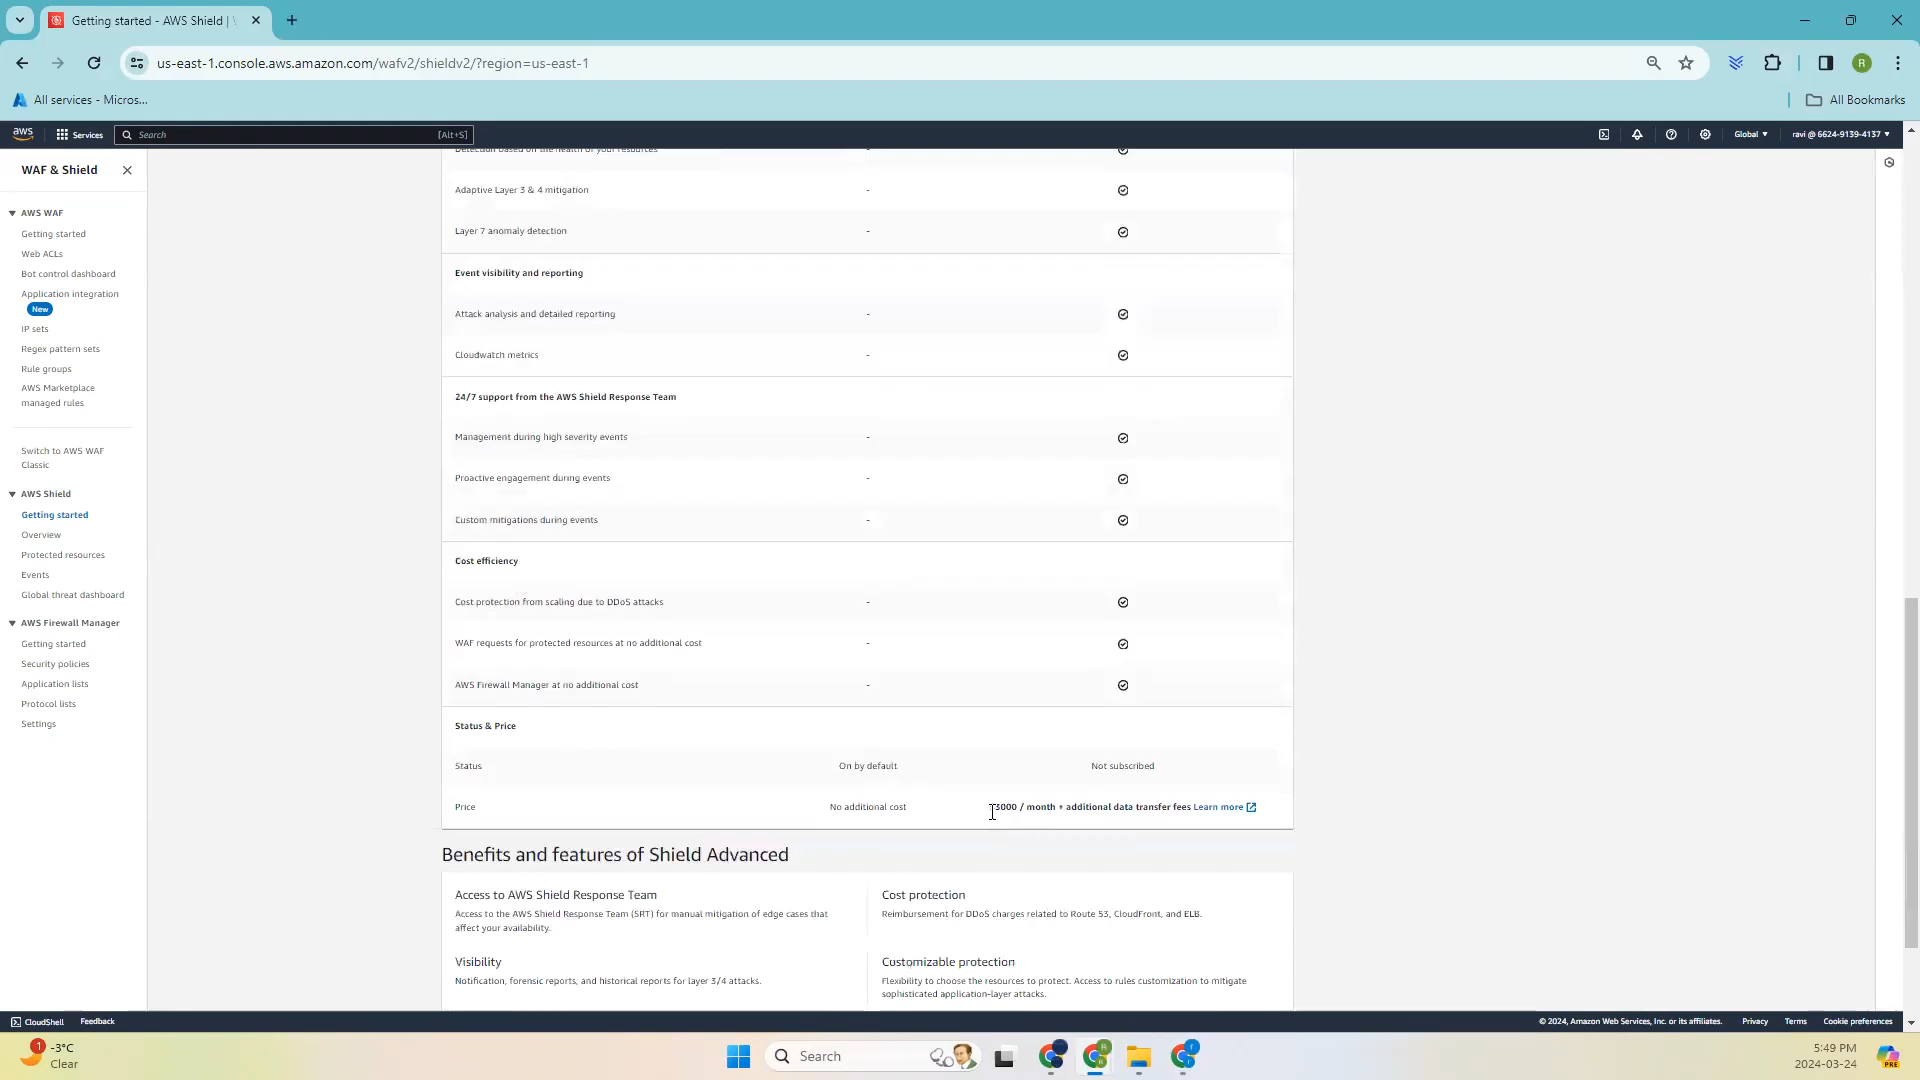 Getting started - AWS Shield |
us-east-1.console.aws.amazon.com/wafv2/shieldv2/?region=us-east-1
R
All services - Micros...
All Bookmarks
aws
Services
Search
[Alt+S]
Global
ravi @ 6624-9139-4137
WAF & Shield
AWS WAF
Getting started
Web ACLs
Bot control dashboard
Application integration
New
IP sets
Regex pattern sets
Rule groups
AWS Marketplace
managed rules
Switch to AWS WAF
Classic
AWS Shield
Getting started
Overview
Protected resources
Events
Global threat dashboard
AWS Firewall Manager
Getting started
Security policies
Application lists
Protocol lists
Settings
Detection based on the health of your resources
Adaptive Layer 3 & 4 mitigation -
Layer 7 anomaly detection -
Event visibility and reporting
Attack analysis and detailed reporting -
Cloudwatch metrics -
24/7 support from the AWS Shield Response Team
Management during high severity events -
Proactive engagement during events -
Custom mitigations during events -
Cost efficiency
Cost protection from scaling due to DDoS attacks -
WAF requests for protected resources at no additional cost -
AWS Firewall Manager at no additional cost -
Status & Price
Status On by default Not subscribed
Price No additional cost 3000 / month + additional data transfer fees Learn more
Benefits and features of Shield Advanced
Access to AWS Shield Response Team
Access to the AWS Shield Response Team (SRT) for manual mitigation of edge cases that
affect your availability.
Cost protection
Reimbursement for DDoS charges related to Route 53, CloudFront, and ELB.
Visibility
Notification, forensic reports, and historical reports for layer 3/4 attacks.
Customizable protection
Flexibility to choose the resources to protect. Access to rules customization to mitigate
sophisticated application-layer attacks.
CloudShell
Feedback
© 2024, Amazon Web Services, Inc. or its affiliates.
Privacy
Terms
Cookie preferences
1
-3°C
Clear
Search
5:49 PM
2024-03-24
PRE